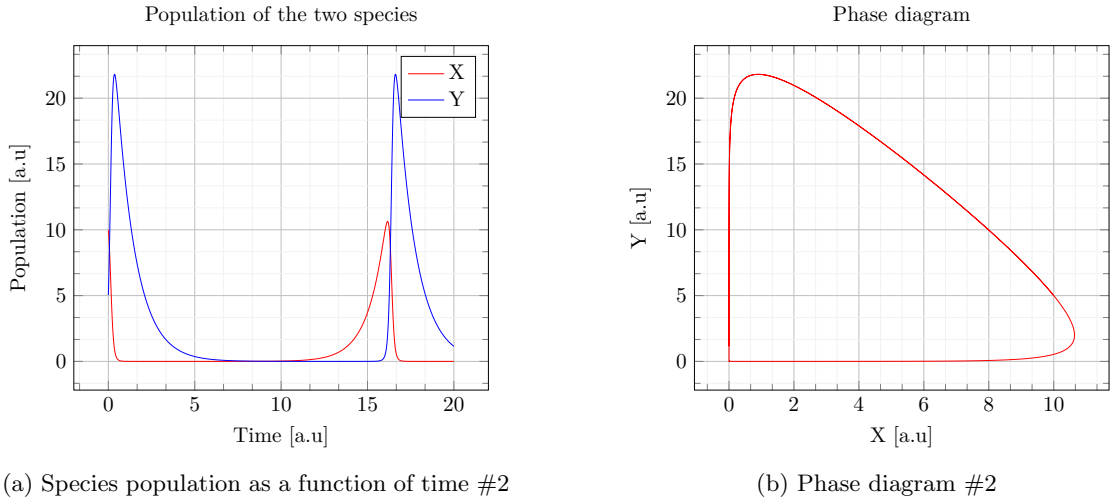 Population of the two species
X
Y
20
15
10
5
0
Population [a.u]
0 5 10 15 20
Time [a.u]
(a) Species population as a function of time #2
Phase diagram
20
15
10
5
0
Y [a.u]
0 2 4 6 8 10
X [a.u]
(b) Phase diagram #2